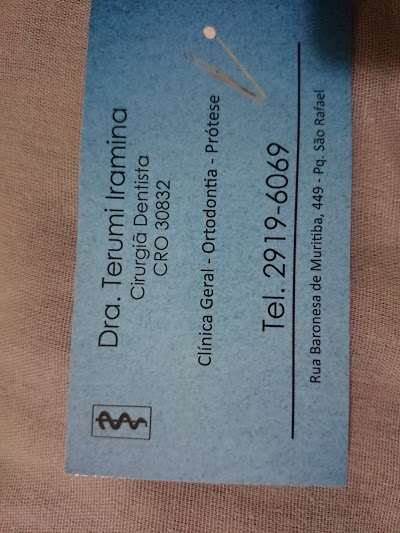 Dra. Terumi Iramina
Cirurgiã Dentista
CRO 30832
Clínica Geral - Ortodontia - Prótese
Tel. 2919-6069
Rua Baronesa de Muritiba, 449 - Pq. São Rafael